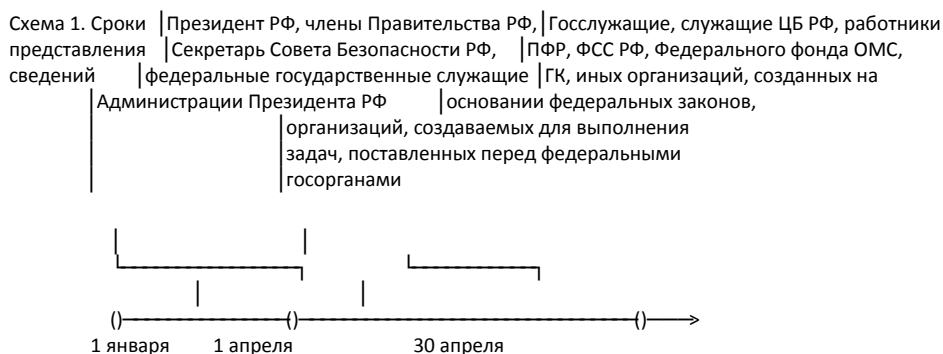 Схема 1. Сроки │Президент РФ, члены Правительства РФ,│Госслужащие, служащие ЦБ РФ, работники
представления │Секретарь Совета Безопасности РФ, │ПФР, ФСС РФ, Федерального фонда ОМС,
сведений │федеральные государственные служащие │ГК, иных организаций, созданных на
│Администрации Президента РФ │основании федеральных законов,
│организаций, создаваемых для выполнения
│задач, поставленных перед федеральными
│госорганами
()────────────────()────────────────────────────────()────>
1 января 1 апреля 30 апреля